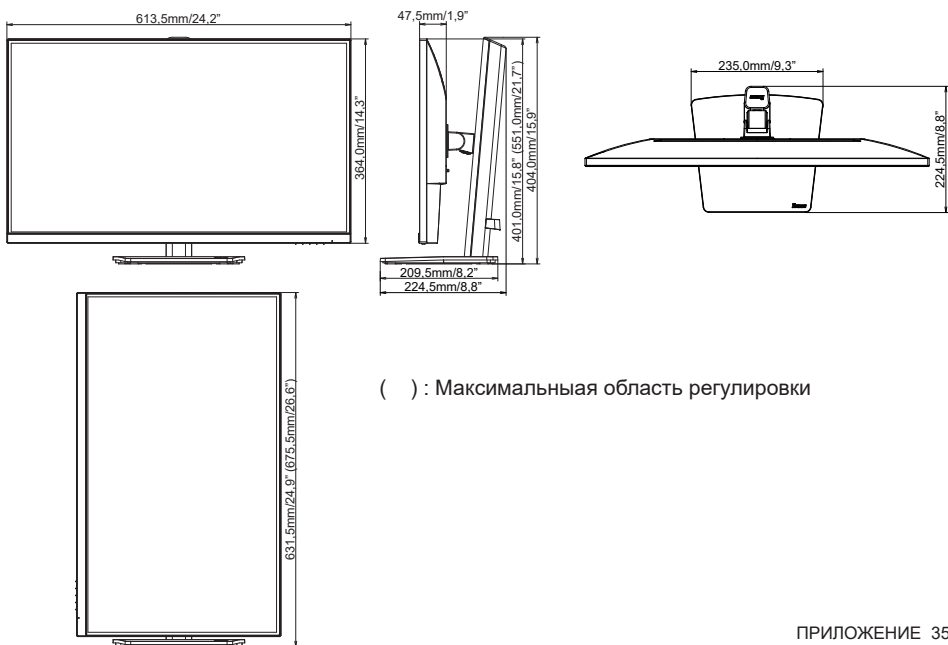 613,5mm/24,2”
47,5mm/1,9”
364,0mm/14,3”
401,0mm/15,8” (551,0mm/21,7”)
404,0mm/15,9”
209,5mm/8,2”
224,5mm/8,8”
235,0mm/9,3”
224,5mm/8,8”
631,5mm/24,9” (675,5mm/26,6”)
( ) : Максимальныая область регулировки
ПРИЛОЖЕНИЕ 35